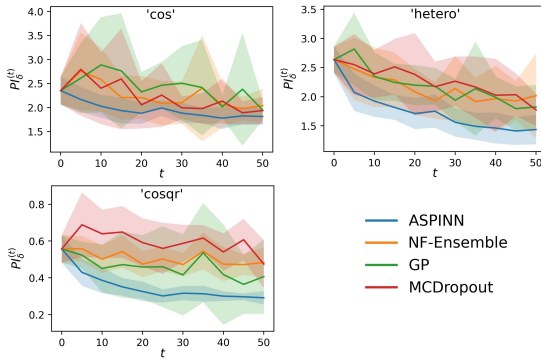 'cos'
4.0
3.5
3.0
2.5
2.0
1.5
PI_δ^(t)
0 10 20 30 40 50
t
'hetero'
3.5
3.0
2.5
2.0
1.5
PI_δ^(t)
0 10 20 30 40 50
t
'cosqr'
0.8
0.6
0.4
0.2
PI_δ^(t)
0 10 20 30 40 50
t
ASPINN
NF-Ensemble
GP
MCDropout